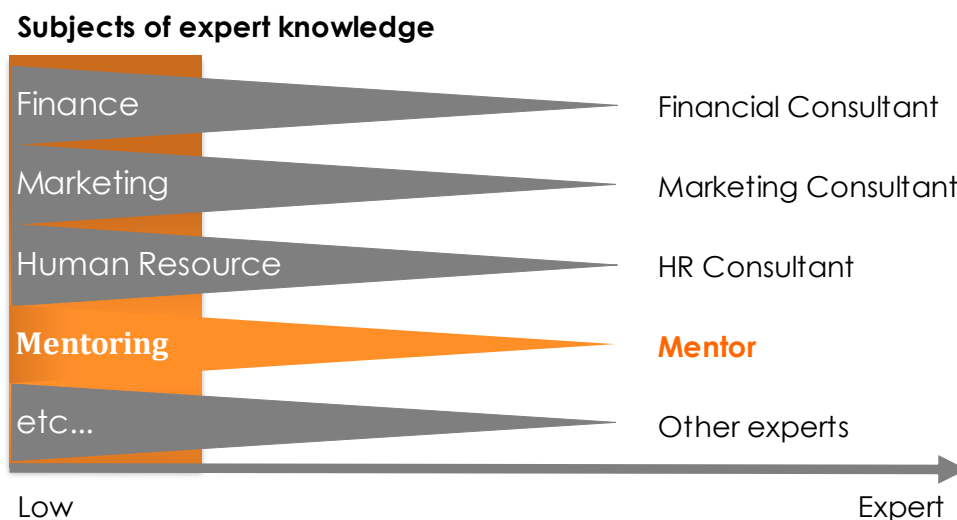 Subjects of expert knowledge
Finance Financial Consultant
Marketing Marketing Consultant
Human Resource HR Consultant
Mentoring Mentor
etc... Other experts
Low Expert